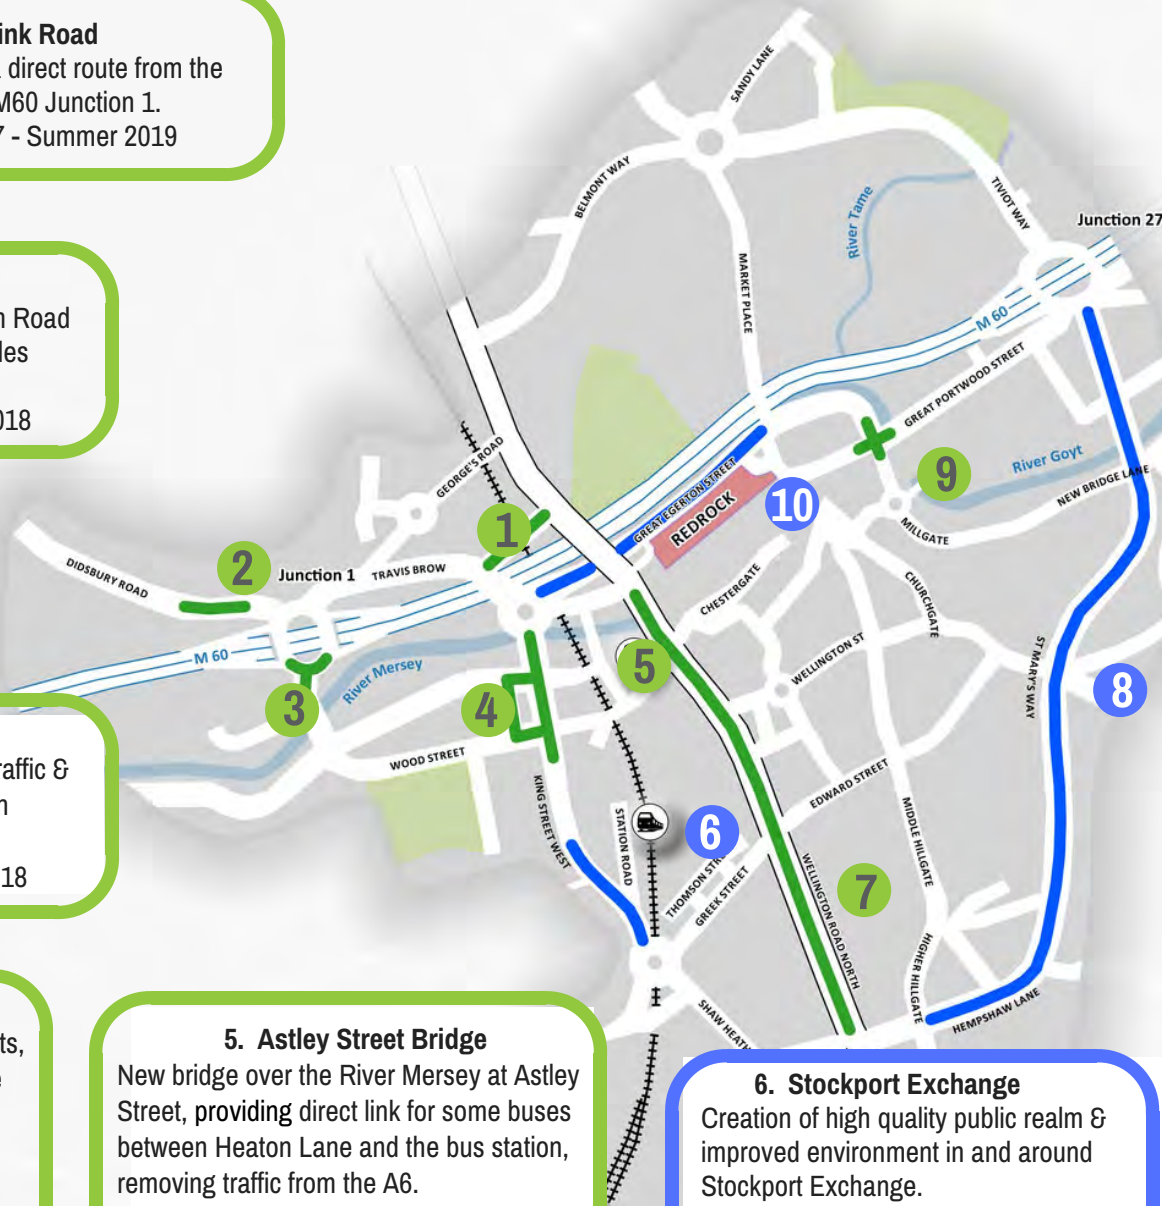 ink Road
direct route from the
M60 Junction 1.
- Summer 2019
n Road
les
018
raffic &
18
ts,
5. Astley Street Bridge
New bridge over the River Mersey at Astley
Street, providing direct link for some buses
between Heaton Lane and the bus station,
removing traffic from the A6.
6. Stockport Exchange
Creation of high quality public realm &
improved environment in and around
Stockport Exchange.
SANDY LANE
BELMONT WAY
River Tame
TIVIOT WAY
Junction 27
MARKET PLACE
M 60
GREAT PORTWOOD STREET
GEORGE'S ROAD
GREAT EGERTON STREET
REDROCK
10
9
River Goyt
NEW BRIDGE LANE
MILLGATE
1
2
DIDSBURY ROAD
Junction 1
TRAVIS BROW
CHESTERGATE
CHURCHGATE
M 60
River Mersey
3
4
5
WELLINGTON ST
ST MARY'S WAY
8
WOOD STREET
KING STREET WEST
STATION ROAD
6
EDWARD STREET
MIDDLE HILLGATE
THOMSON STR
GREEK STREET
7
WELLINGTON ROAD NORTH
HIGHER HILLGATE
SHAW HEATH
HEMPSHAW LANE